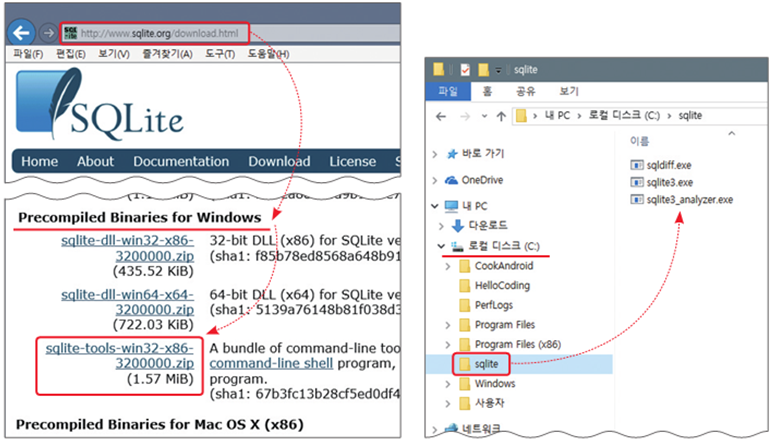 http://www.sqlite.org/download.html
파일(F) 편집(E) 보기(V) 즐겨찾기(A) 도구(T) 도움말(H)
SQLite
Home About Documentation Download License S
Precompiled Binaries for Windows
sqlite-dll-win32-x86-
3200000.zip
(435.52 KiB)
32-bit DLL (x86) for SQLite ve
(sha1: f85b78ed8568a648b91
sqlite-dll-win64-x64-
3200000.zip
(722.03 KiB)
64-bit DLL (x64) for SQLite v
(sha1: 5139a76146b81f038d3
sqlite-tools-win32-x86-
3200000.zip
(1.57 MiB)
A bundle of command-line too
command-line shell program,
program.
(sha1: 67b3fc13b28cf5ed0df4
Precompiled Binaries for Mac OS X (x86)
sqlite
파일 홈 공유 보기
내 PC 로컬 디스크 (C:) sqlite
바로 가기
OneDrive
내 PC
다운로드
로컬 디스크 (C:)
CookAndroid
HelloCoding
PerfLogs
Program Files
Program Files (x86)
sqlite
Windows
사용자
네트워크
이름
sqldiff.exe
sqlite3.exe
sqlite3_analyzer.exe